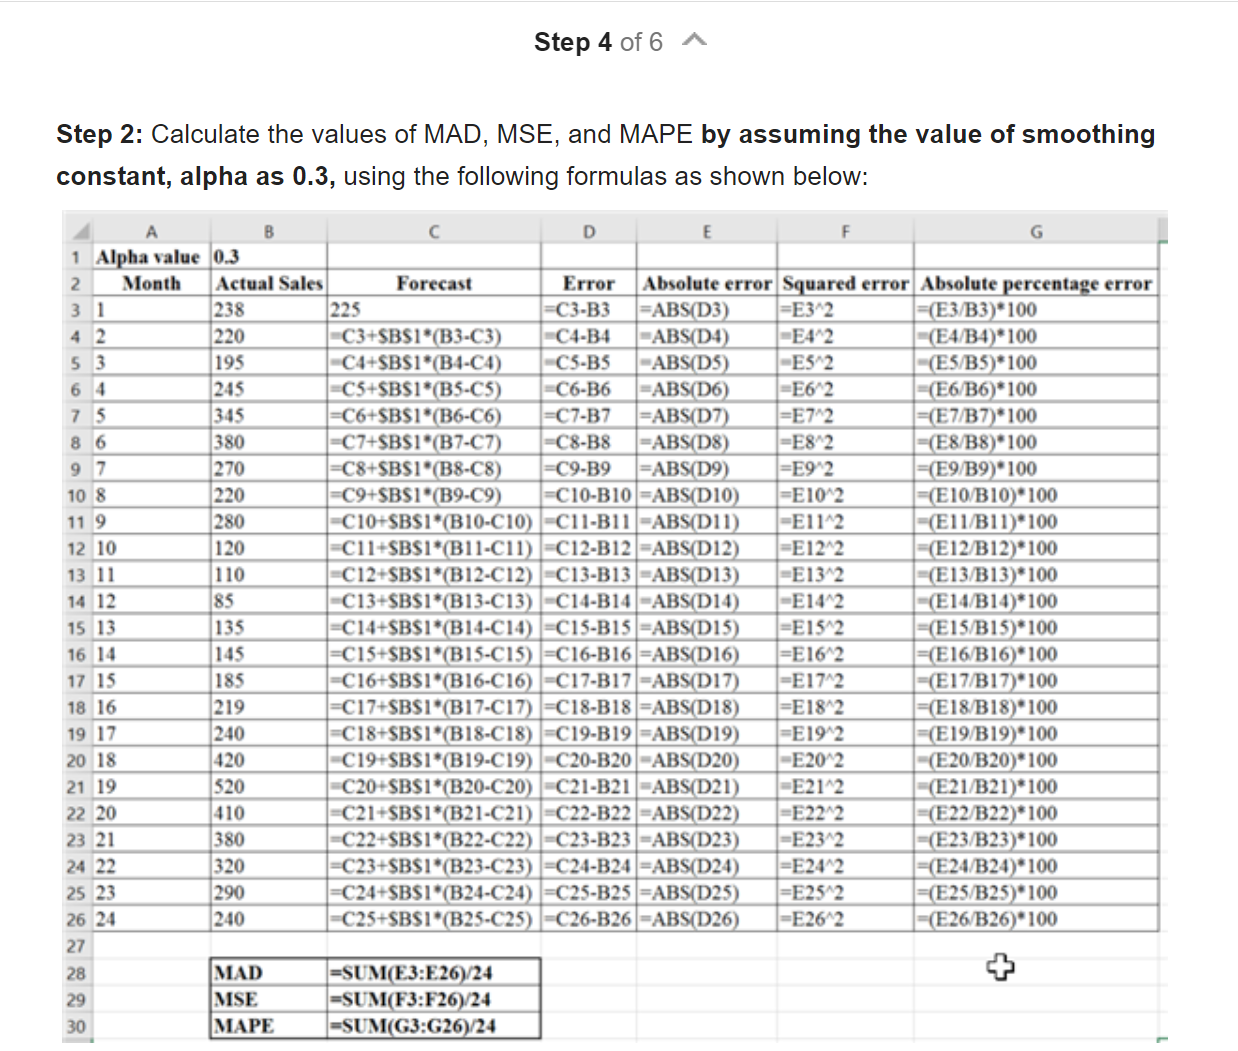 Step 4 of 6
Step 2: Calculate the values of MAD, MSE, and MAPE by assuming the value of smoothing
constant, alpha as 0.3, using the following formulas as shown below:
A B C D E F G
1 Alpha value 0.3
2 Month Actual Sales Forecast Error Absolute error Squared error Absolute percentage error
3 1 238 225 =C3-B3 =ABS(D3) =E3^2 =(E3/B3)*100
4 2 220 =C3+$B$1*(B3-C3) =C4-B4 =ABS(D4) =E4^2 =(E4/B4)*100
5 3 195 =C4+$B$1*(B4-C4) =C5-B5 =ABS(D5) =E5^2 =(E5/B5)*100
6 4 245 =C5+$B$1*(B5-C5) =C6-B6 =ABS(D6) =E6^2 =(E6/B6)*100
7 5 345 =C6+$B$1*(B6-C6) =C7-B7 =ABS(D7) =E7^2 =(E7/B7)*100
8 6 380 =C7+$B$1*(B7-C7) =C8-B8 =ABS(D8) =E8^2 =(E8/B8)*100
9 7 270 =C8+$B$1*(B8-C8) =C9-B9 =ABS(D9) =E9^2 =(E9/B9)*100
10 8 220 =C9+$B$1*(B9-C9) =C10-B10 =ABS(D10) =E10^2 =(E10/B10)*100
11 9 280 =C10+$B$1*(B10-C10) =C11-B11 =ABS(D11) =E11^2 =(E11/B11)*100
12 10 120 =C11+$B$1*(B11-C11) =C12-B12 =ABS(D12) =E12^2 =(E12/B12)*100
13 11 110 =C12+$B$1*(B12-C12) =C13-B13 =ABS(D13) =E13^2 =(E13/B13)*100
14 12 85 =C13+$B$1*(B13-C13) =C14-B14 =ABS(D14) =E14^2 =(E14/B14)*100
15 13 135 =C14+$B$1*(B14-C14) =C15-B15 =ABS(D15) =E15^2 =(E15/B15)*100
16 14 145 =C15+$B$1*(B15-C15) =C16-B16 =ABS(D16) =E16^2 =(E16/B16)*100
17 15 185 =C16+$B$1*(B16-C16) =C17-B17 =ABS(D17) =E17^2 =(E17/B17)*100
18 16 219 =C17+$B$1*(B17-C17) =C18-B18 =ABS(D18) =E18^2 =(E18/B18)*100
19 17 240 =C18+$B$1*(B18-C18) =C19-B19 =ABS(D19) =E19^2 =(E19/B19)*100
20 18 420 =C19+$B$1*(B19-C19) =C20-B20 =ABS(D20) =E20^2 =(E20/B20)*100
21 19 520 =C20+$B$1*(B20-C20) =C21-B21 =ABS(D21) =E21^2 =(E21/B21)*100
22 20 410 =C21+$B$1*(B21-C21) =C22-B22 =ABS(D22) =E22^2 =(E22/B22)*100
23 21 380 =C22+$B$1*(B22-C22) =C23-B23 =ABS(D23) =E23^2 =(E23/B23)*100
24 22 320 =C23+$B$1*(B23-C23) =C24-B24 =ABS(D24) =E24^2 =(E24/B24)*100
25 23 290 =C24+$B$1*(B24-C24) =C25-B25 =ABS(D25) =E25^2 =(E25/B25)*100
26 24 240 =C25+$B$1*(B25-C25) =C26-B26 =ABS(D26) =E26^2 =(E26/B26)*100
27
28 MAD =SUM(E3:E26)/24
29 MSE =SUM(F3:F26)/24
30 MAPE =SUM(G3:G26)/24